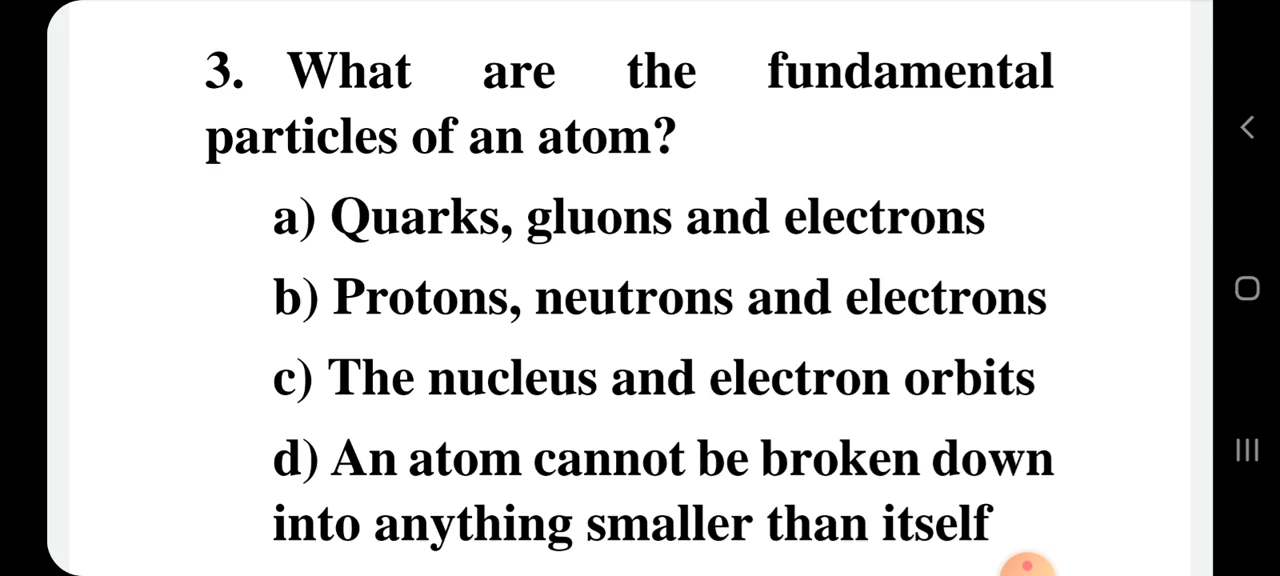 3. What are the fundamental
particles of an atom?
a) Quarks, gluons and electrons
b) Protons, neutrons and electrons
c) The nucleus and electron orbits
d) An atom cannot be broken down
into anything smaller than itself